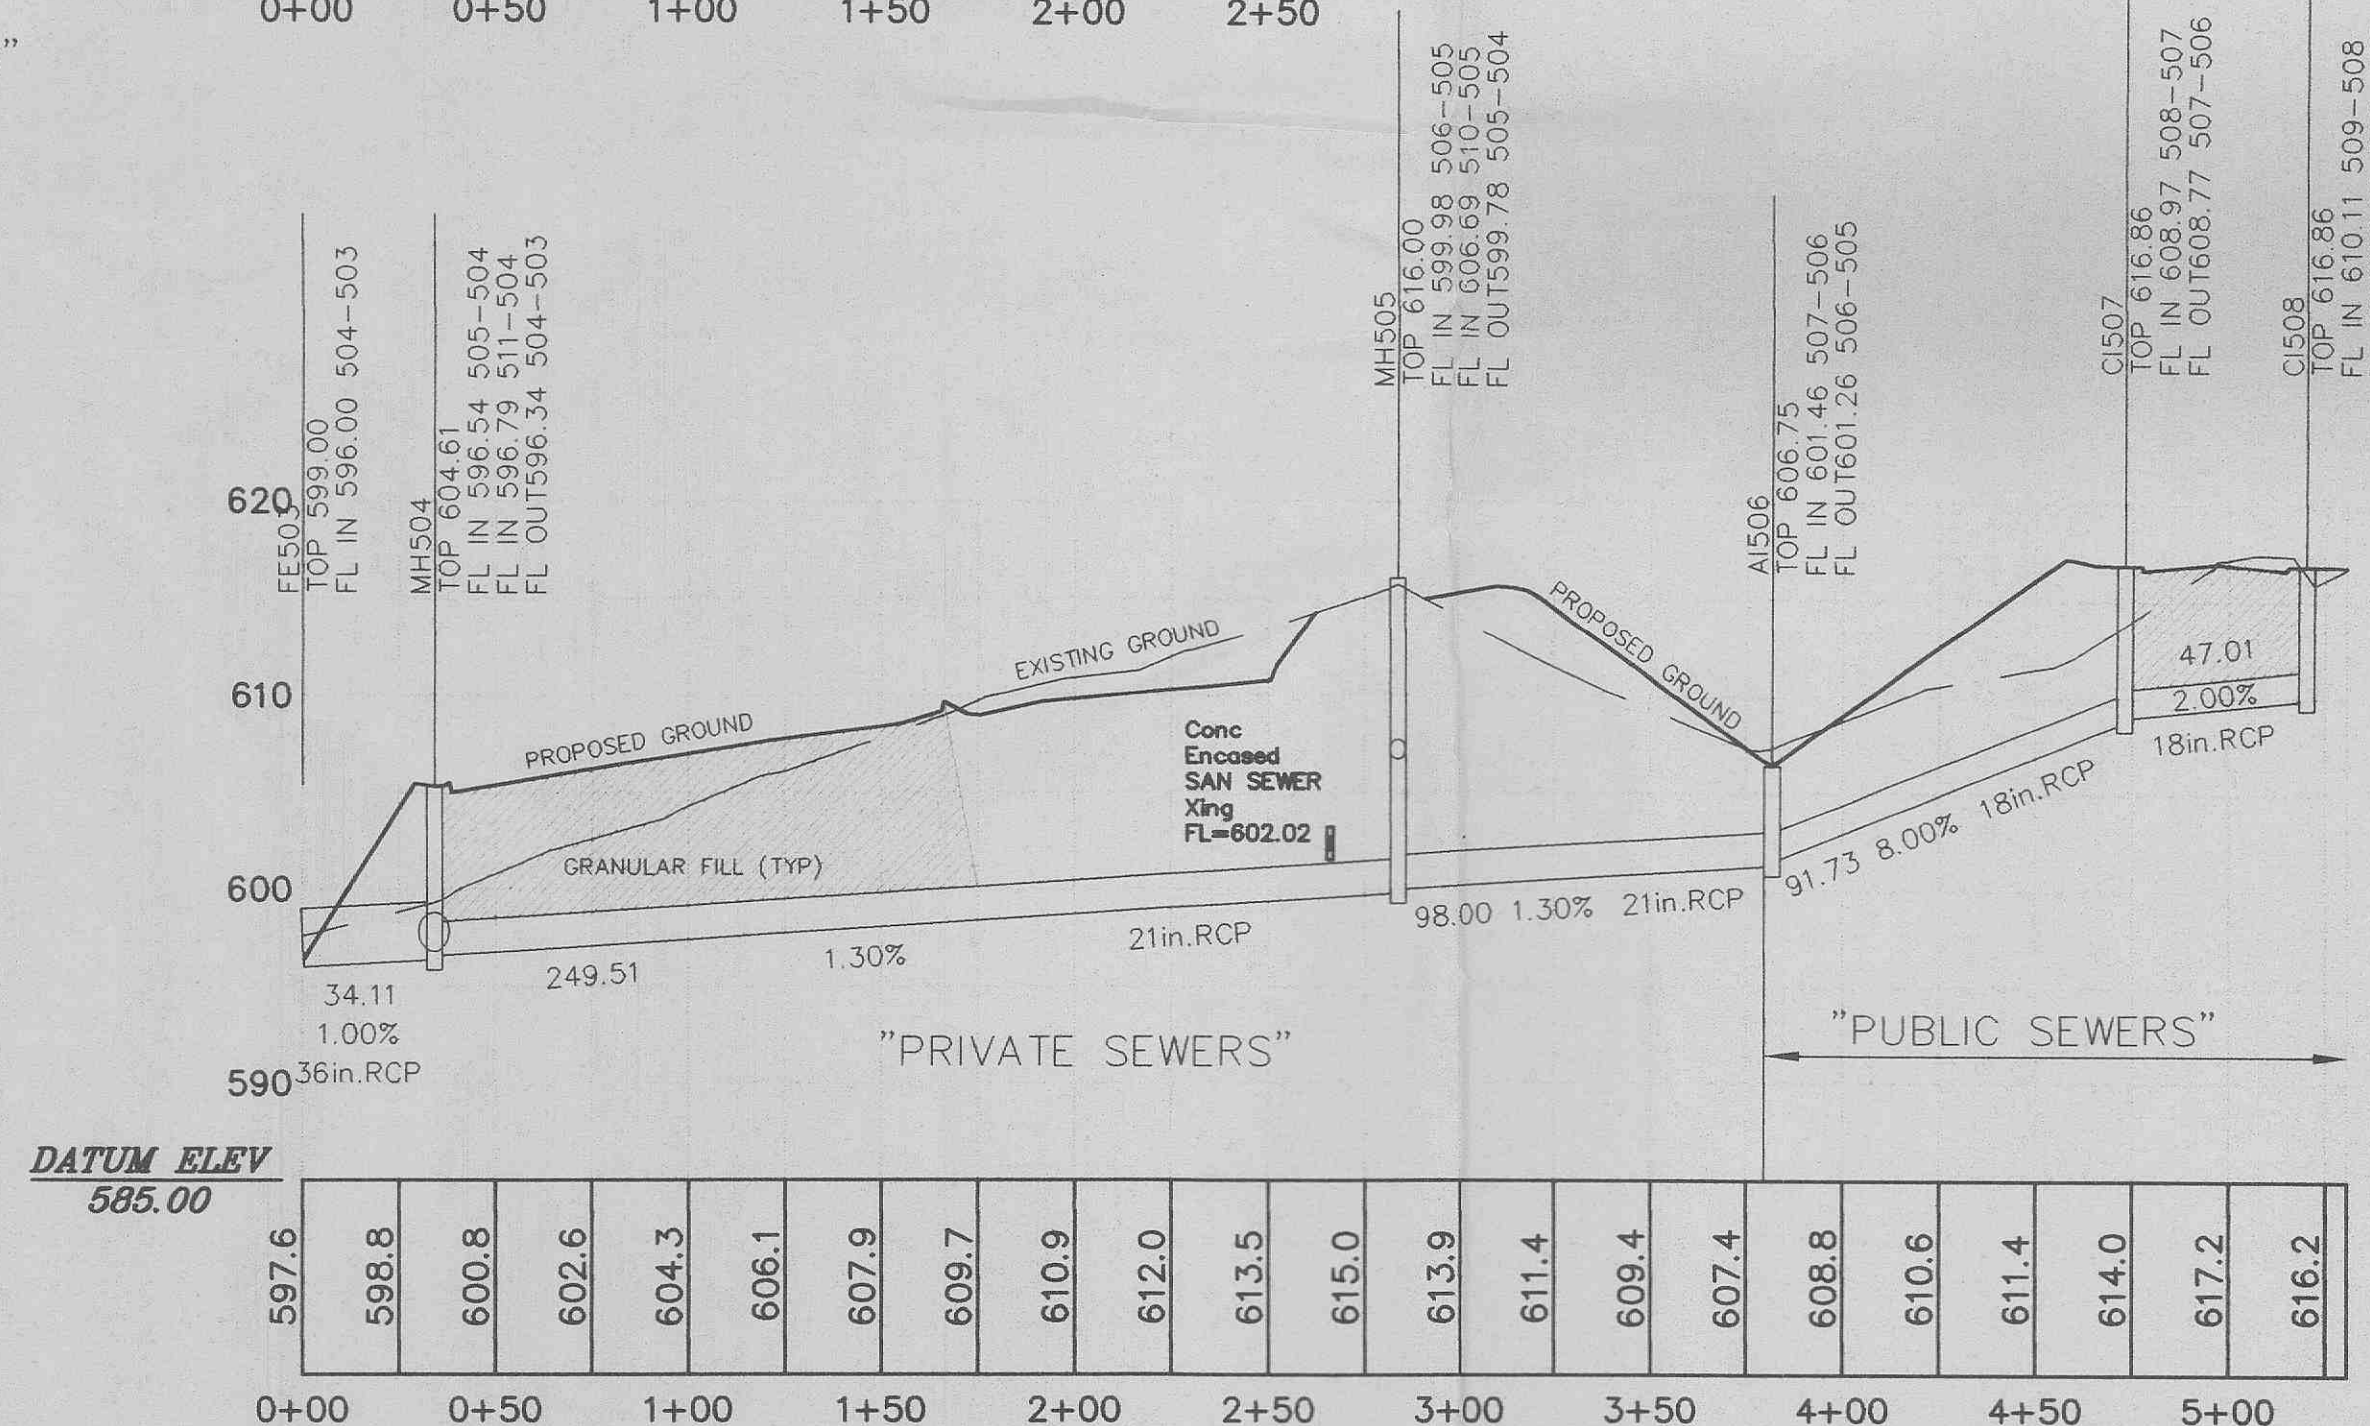 0+00 0+50 1+00 1+50 2+00 2+50
”
FE503
TOP 599.00
FL IN 596.00 504-503
MH504
TOP 604.61
FL IN 596.54 505-504
FL IN 596.79 511-504
FL OUT596.34 504-503
MH505
TOP 616.00
FL IN 599.98 506-505
FL IN 606.69 510-505
FL OUT599.78 505-504
AI506
TOP 606.75
FL IN 601.46 507-506
FL OUT601.26 506-505
CI507
TOP 616.86
FL IN 608.97 508-507
FL OUT608.77 507-506
CI508
TOP 616.86
FL IN 610.11 509-508
620
610
600
590
PROPOSED GROUND
EXISTING GROUND
PROPOSED GROUND
GRANULAR FILL (TYP)
Conc
Encased
SAN SEWER
Xing
FL=602.02
47.01
2.00%
18in.RCP
34.11
1.00%
36in.RCP
249.51 1.30% 21in.RCP
98.00 1.30% 21in.RCP
91.73 8.00% 18in.RCP
”PRIVATE SEWERS”
”PUBLIC SEWERS”
DATUM ELEV
585.00
597.6 598.8 600.8 602.6 604.3 606.1 607.9 609.7 610.9 612.0 613.5 615.0 613.9 611.4 609.4 607.4 608.8 610.6 611.4 614.0 617.2 616.2
0+00 0+50 1+00 1+50 2+00 2+50 3+00 3+50 4+00 4+50 5+00